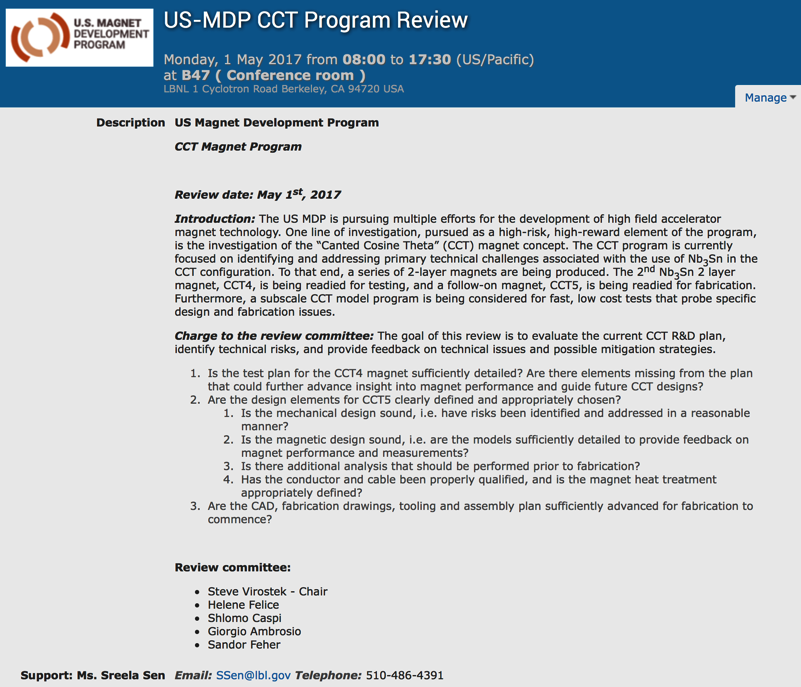 U.S. MAGNET
DEVELOPMENT
PROGRAM
US-MDP CCT Program Review
Monday, 1 May 2017 from 08:00 to 17:30 (US/Pacific)
at B47 ( Conference room )
LBNL 1 Cyclotron Road Berkeley, CA 94720 USA
Manage
Description US Magnet Development Program
CCT Magnet Program
Review date: May 1st, 2017
Introduction: The US MDP is pursuing multiple efforts for the development of high field accelerator
magnet technology. One line of investigation, pursued as a high-risk, high-reward element of the program,
is the investigation of the “Canted Cosine Theta” (CCT) magnet concept. The CCT program is currently
focused on identifying and addressing primary technical challenges associated with the use of Nb3Sn in the
CCT configuration. To that end, a series of 2-layer magnets are being produced. The 2nd Nb3Sn 2 layer
magnet, CCT4, is being readied for testing, and a follow-on magnet, CCT5, is being readied for fabrication.
Furthermore, a subscale CCT model program is being considered for fast, low cost tests that probe specific
design and fabrication issues.
Charge to the review committee: The goal of this review is to evaluate the current CCT R&D plan,
identify technical risks, and provide feedback on technical issues and possible mitigation strategies.
1. Is the test plan for the CCT4 magnet sufficiently detailed? Are there elements missing from the plan
that could further advance insight into magnet performance and guide future CCT designs?
2. Are the design elements for CCT5 clearly defined and appropriately chosen?
1. Is the mechanical design sound, i.e. have risks been identified and addressed in a reasonable
manner?
2. Is the magnetic design sound, i.e. are the models sufficiently detailed to provide feedback on
magnet performance and measurements?
3. Is there additional analysis that should be performed prior to fabrication?
4. Has the conductor and cable been properly qualified, and is the magnet heat treatment
appropriately defined?
3. Are the CAD, fabrication drawings, tooling and assembly plan sufficiently advanced for fabrication to
commence?
Review committee:
• Steve Virostek - Chair
• Helene Felice
• Shlomo Caspi
• Giorgio Ambrosio
• Sandor Feher
Support: Ms. Sreela Sen Email: SSen@lbl.gov Telephone: 510-486-4391